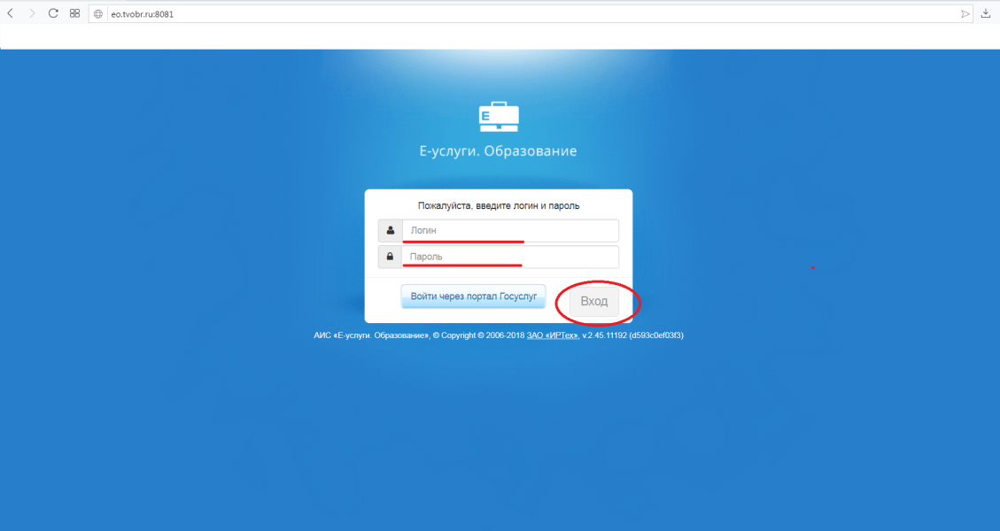 eo.tvobr.ru:8081
E
Е-услуги. Образование
Пожалуйста, введите логин и пароль
Логин
Пароль
Войти через портал Госуслуг
Вход
АИС «Е-услуги. Образование», © Copyright © 2006-2018 ЗАО «ИРТех», v.2.45.11192 (d593c0ef03f3)